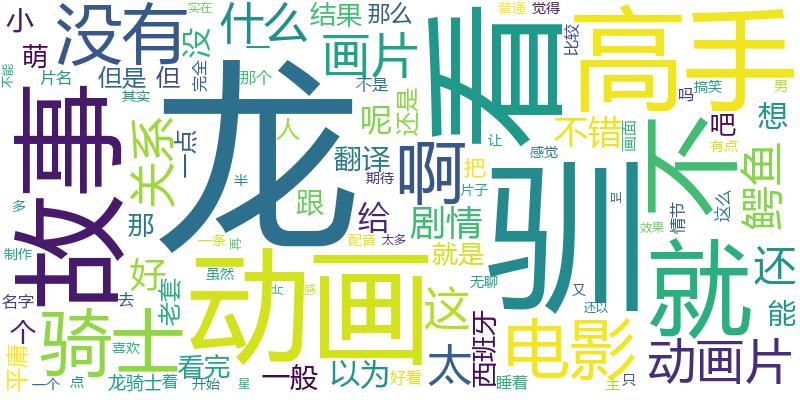 小
没有
没
什么
结果
那么
实在
普通
觉得
萌
片名
但是
但
完全
一
那个
画片
不是
比较
看
高手
搞笑
男
不能
故事
其实
关系
一点
龙
人
呢
还是
让
感觉
不错
画面
吗
吧
有点
想
半
翻译
期待
啊
把
片子
驯
不
鳄鱼
那
跟
给
剧情
是
情节
这么
多
制作
好
一条
再
配音
太多
就是
效果
就
还
名字
去
老套
虽然
动画
感
这
无聊
又
还以
能
个
骑士
喜欢
看完
西班牙
电影
动画片
平庸
一个
点
龙骑士
着
开始
星
一般
以为
好看
太
睡着
主
只